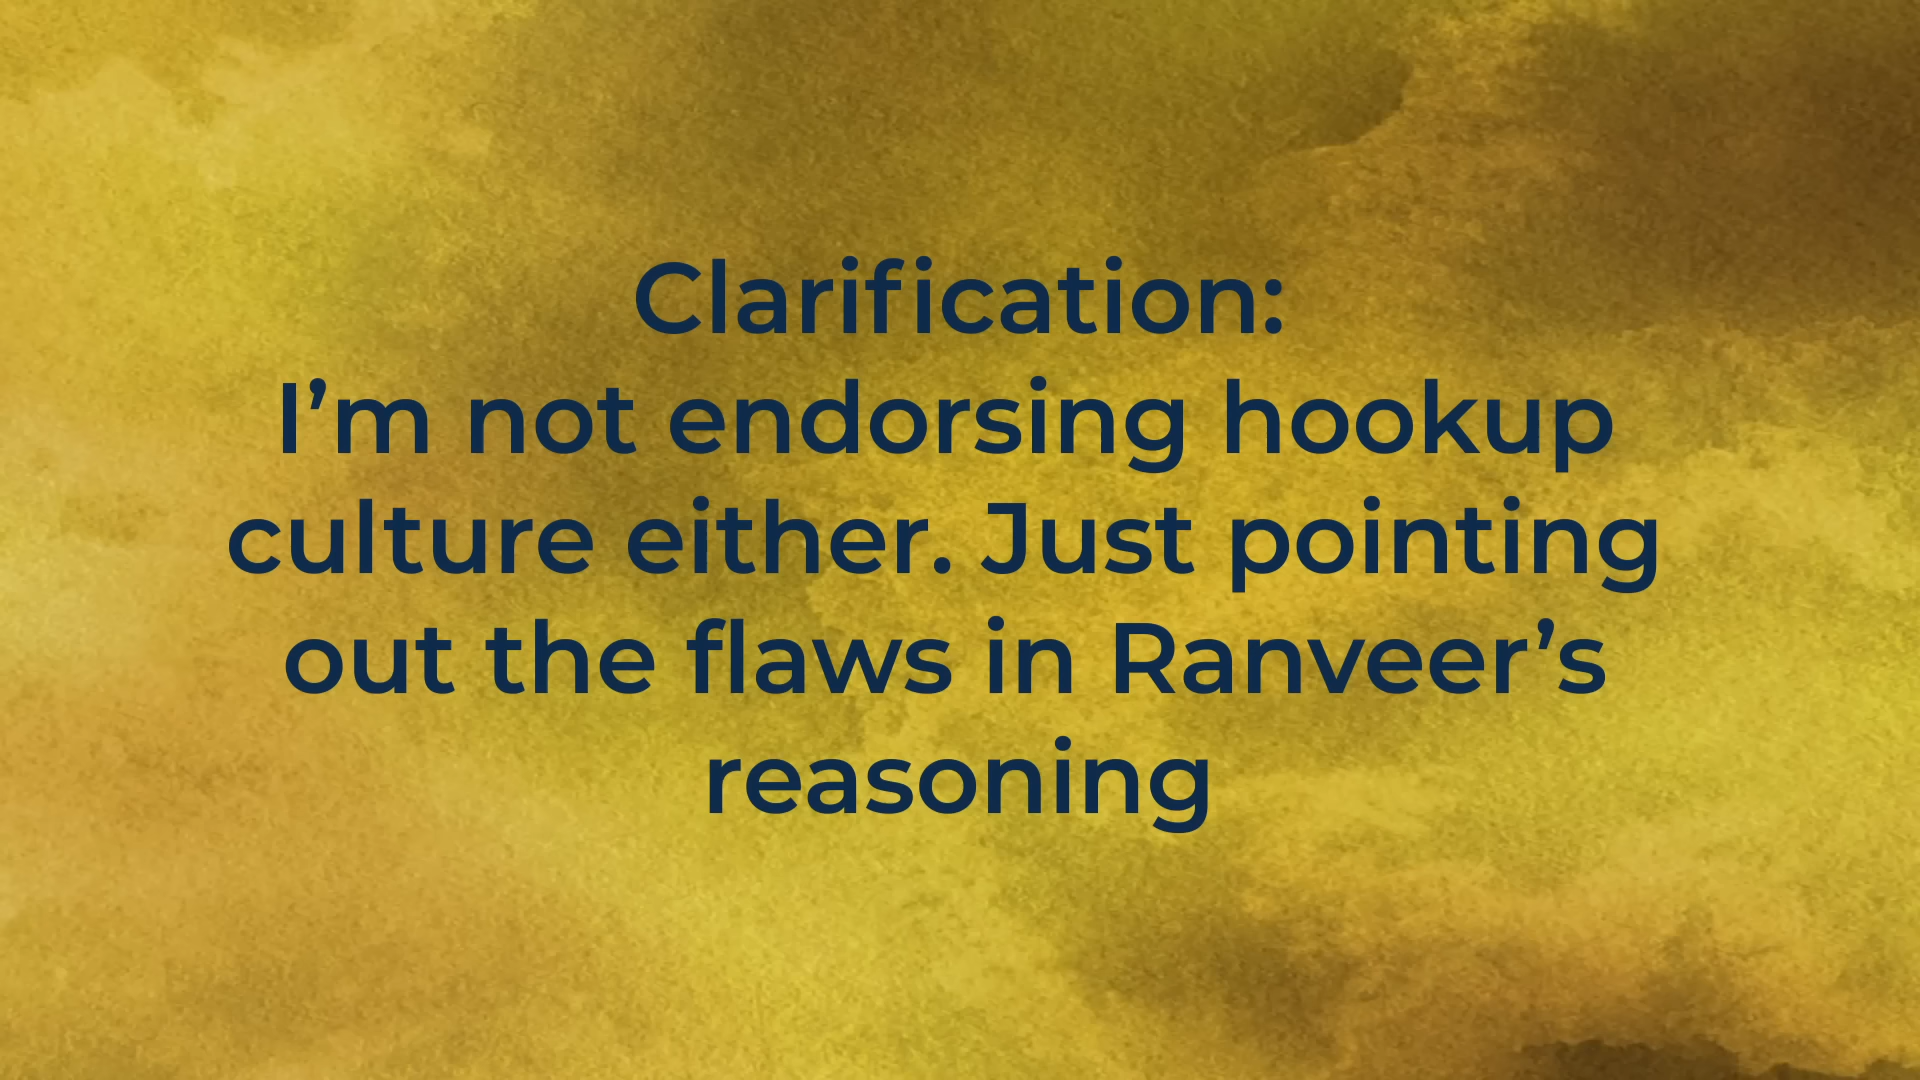 Clarification:
I’m not endorsing hookup
culture either. Just pointing
out the flaws in Ranveer’s
reasoning